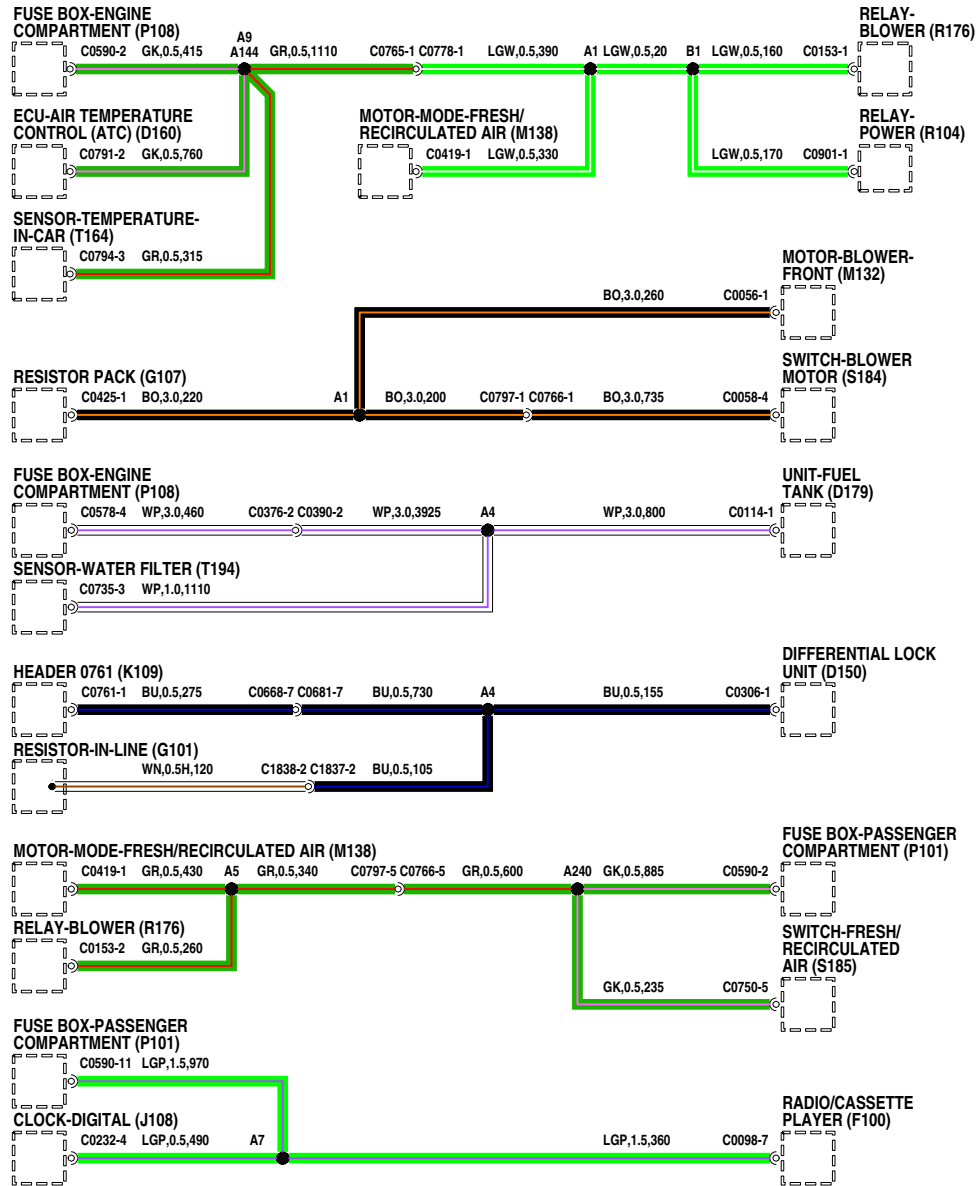 FUSE BOX-ENGINE
COMPARTMENT (P108)
C0590-2 GK,0.5,415
A9
A144
GR,0.5,1110
C0765-1 C0778-1
LGW,0.5,390
A1
LGW,0.5,20
B1
LGW,0.5,160
C0153-1
RELAY-
BLOWER (R176)
ECU-AIR TEMPERATURE
CONTROL (ATC) (D160)
C0791-2 GK,0.5,760
MOTOR-MODE-FRESH/
RECIRCULATED AIR (M138)
C0419-1 LGW,0.5,330
RELAY-
POWER (R104)
LGW,0.5,170 C0901-1
SENSOR-TEMPERATURE-
IN-CAR (T164)
C0794-3 GR,0.5,315
MOTOR-BLOWER-
FRONT (M132)
BO,3.0,260 C0056-1
RESISTOR PACK (G107)
C0425-1 BO,3.0,220 A1 BO,3.0,200 C0797-1 C0766-1 BO,3.0,735 C0058-4
SWITCH-BLOWER
MOTOR (S184)
FUSE BOX-ENGINE
COMPARTMENT (P108)
C0578-4 WP,3.0,460 C0376-2 C0390-2 WP,3.0,3925 A4 WP,3.0,800 C0114-1
UNIT-FUEL
TANK (D179)
SENSOR-WATER FILTER (T194)
C0735-3 WP,1.0,1110
HEADER 0761 (K109)
C0761-1 BU,0.5,275 C0668-7 C0681-7 BU,0.5,730 A4 BU,0.5,155 C0306-1
DIFFERENTIAL LOCK
UNIT (D150)
RESISTOR-IN-LINE (G101)
WN,0.5H,120 C1838-2 C1837-2 BU,0.5,105
MOTOR-MODE-FRESH/RECIRCULATED AIR (M138)
C0419-1 GR,0.5,430 A5 GR,0.5,340 C0797-5 C0766-5 GR,0.5,600 A240 GK,0.5,885 C0590-2
FUSE BOX-PASSENGER
COMPARTMENT (P101)
RELAY-BLOWER (R176)
C0153-2 GR,0.5,260
SWITCH-FRESH/
RECIRCULATED
AIR (S185)
GK,0.5,235 C0750-5
FUSE BOX-PASSENGER
COMPARTMENT (P101)
C0590-11 LGP,1.5,970
CLOCK-DIGITAL (J108)
C0232-4 LGP,0.5,490 A7 LGP,1.5,360 C0098-7
RADIO/CASSETTE
PLAYER (F100)